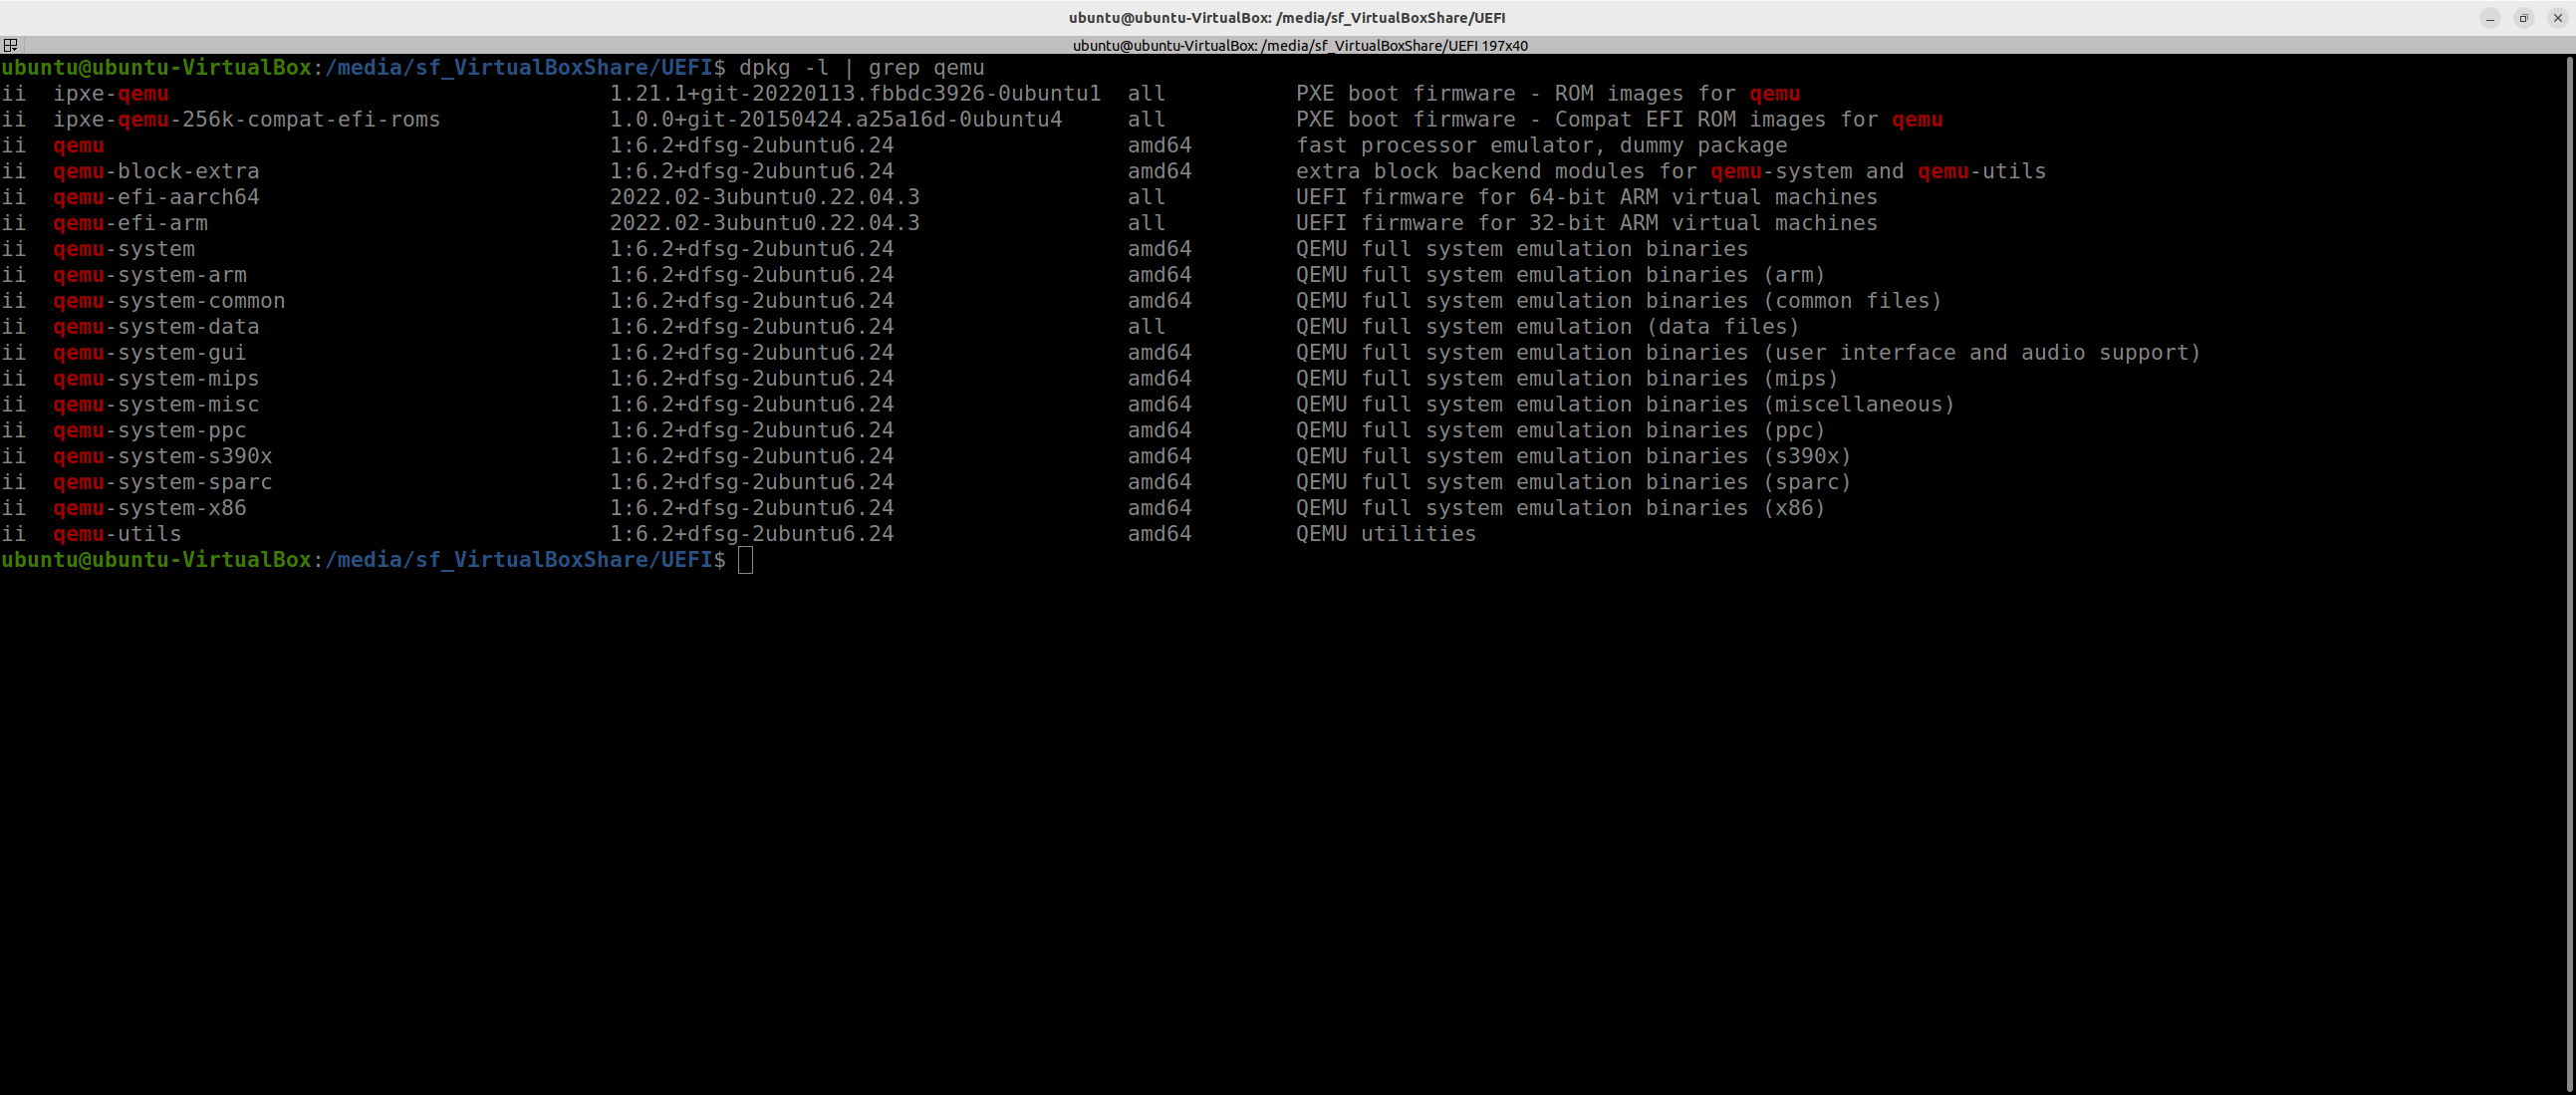 ubuntu@ubuntu-VirtualBox: /media/sf_VirtualBoxShare/UEFI
ubuntu@ubuntu-VirtualBox: /media/sf_VirtualBoxShare/UEFI 197x40
ubuntu@ubuntu-VirtualBox:/media/sf_VirtualBoxShare/UEFI$ dpkg -l | grep qemu
ii  ipxe-qemu                                  1.21.1+git-20220113.fbbdc3926-0ubuntu1  all          PXE boot firmware - ROM images for qemu
ii  ipxe-qemu-256k-compat-efi-roms             1.0.0+git-20150424.a25a16d-0ubuntu4     all          PXE boot firmware - Compat EFI ROM images for qemu
ii  qemu                                       1:6.2+dfsg-2ubuntu6.24                  amd64        fast processor emulator, dummy package
ii  qemu-block-extra                           1:6.2+dfsg-2ubuntu6.24                  amd64        extra block backend modules for qemu-system and qemu-utils
ii  qemu-efi-aarch64                           2022.02-3ubuntu0.22.04.3                all          UEFI firmware for 64-bit ARM virtual machines
ii  qemu-efi-arm                               2022.02-3ubuntu0.22.04.3                all          UEFI firmware for 32-bit ARM virtual machines
ii  qemu-system                                1:6.2+dfsg-2ubuntu6.24                  amd64        QEMU full system emulation binaries
ii  qemu-system-arm                            1:6.2+dfsg-2ubuntu6.24                  amd64        QEMU full system emulation binaries (arm)
ii  qemu-system-common                         1:6.2+dfsg-2ubuntu6.24                  amd64        QEMU full system emulation binaries (common files)
ii  qemu-system-data                           1:6.2+dfsg-2ubuntu6.24                  all          QEMU full system emulation (data files)
ii  qemu-system-gui                            1:6.2+dfsg-2ubuntu6.24                  amd64        QEMU full system emulation binaries (user interface and audio support)
ii  qemu-system-mips                           1:6.2+dfsg-2ubuntu6.24                  amd64        QEMU full system emulation binaries (mips)
ii  qemu-system-misc                           1:6.2+dfsg-2ubuntu6.24                  amd64        QEMU full system emulation binaries (miscellaneous)
ii  qemu-system-ppc                            1:6.2+dfsg-2ubuntu6.24                  amd64        QEMU full system emulation binaries (ppc)
ii  qemu-system-s390x                          1:6.2+dfsg-2ubuntu6.24                  amd64        QEMU full system emulation binaries (s390x)
ii  qemu-system-sparc                          1:6.2+dfsg-2ubuntu6.24                  amd64        QEMU full system emulation binaries (sparc)
ii  qemu-system-x86                            1:6.2+dfsg-2ubuntu6.24                  amd64        QEMU full system emulation binaries (x86)
ii  qemu-utils                                 1:6.2+dfsg-2ubuntu6.24                  amd64        QEMU utilities
ubuntu@ubuntu-VirtualBox:/media/sf_VirtualBoxShare/UEFI$